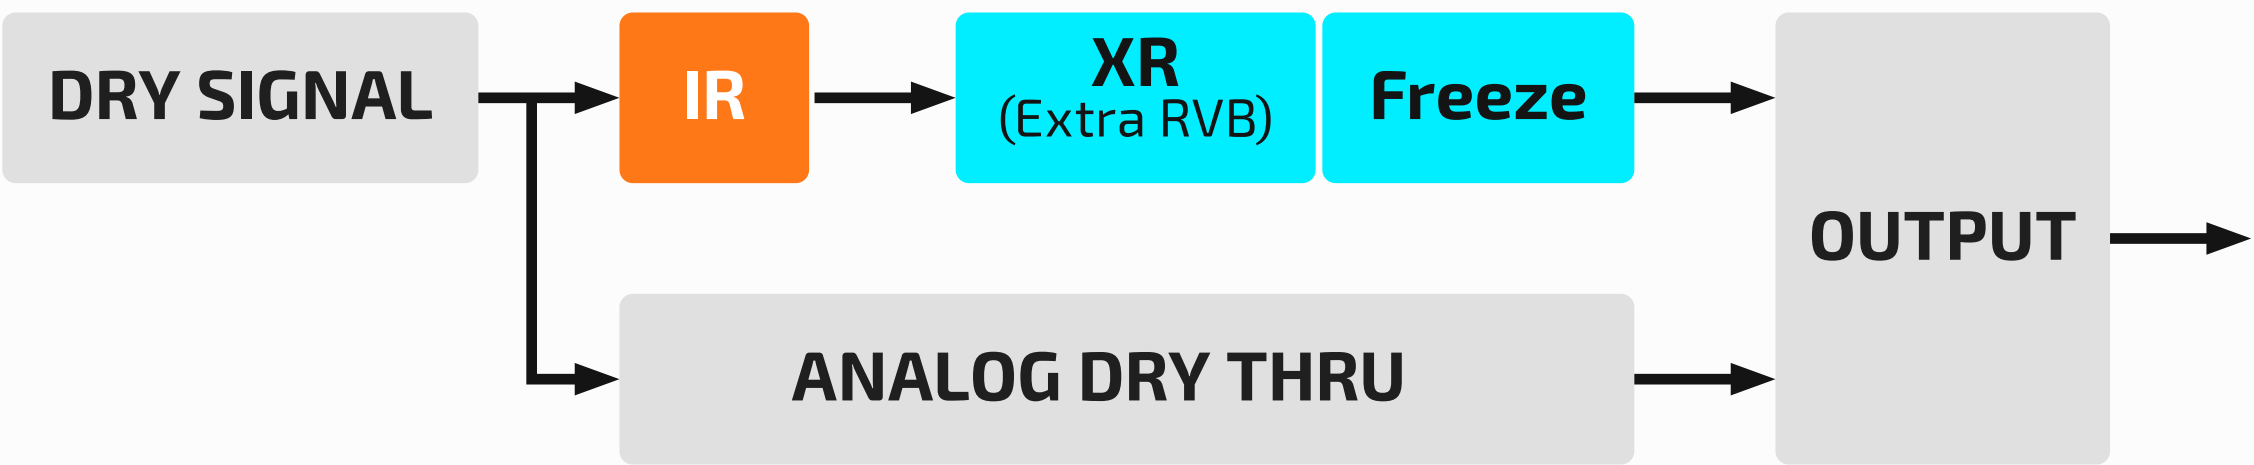 DRY SIGNAL
IR
XR
(Extra RVB)
Freeze
OUTPUT
ANALOG DRY THRU